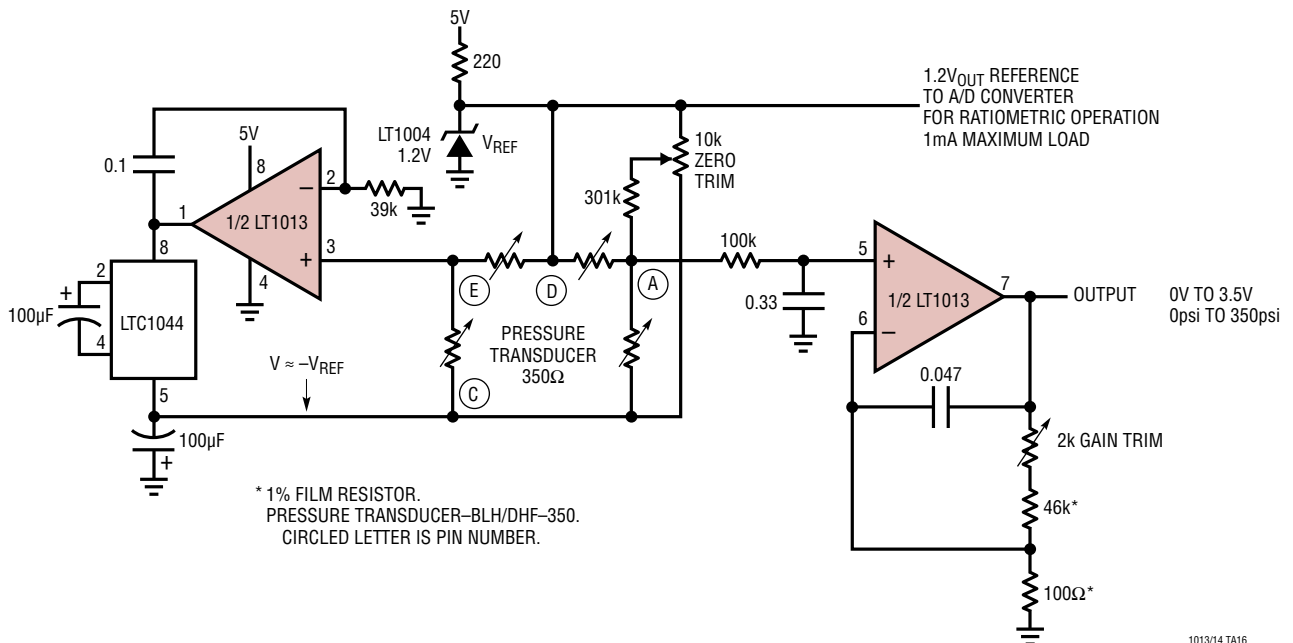 5V
220
1.2VOUT REFERENCE
TO A/D CONVERTER
FOR RATIOMETRIC OPERATION
1mA MAXIMUM LOAD
LT1004
1.2V
VREF
10k
ZERO
TRIM
301k
0.1
5V
8
2
–
39k
1
1/2 LT1013
+
3
4
8
2
+
100µF
LTC1044
4
5
V ≈ –VREF
100µF
+
E
D
A
C
PRESSURE
TRANSDUCER
350Ω
100k
0.33
5
+
1/2 LT1013
6
–
7
OUTPUT
0V TO 3.5V
0psi TO 350psi
0.047
2k GAIN TRIM
46k*
100Ω*
* 1% FILM RESISTOR.
PRESSURE TRANSDUCER–BLH/DHF–350.
CIRCLED LETTER IS PIN NUMBER.
1013/14 TA16